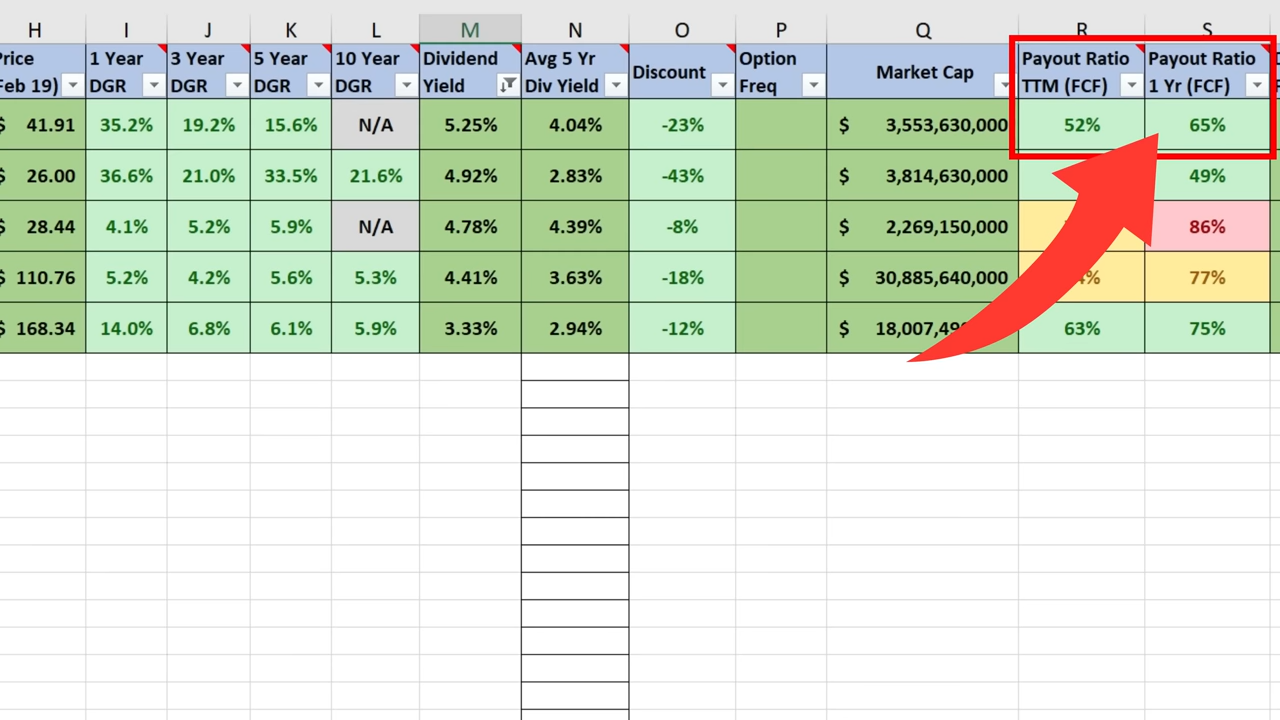 H I J K L M N O P Q R S
Price 1 Year 3 Year 5 Year 10 Year Dividend Avg 5 Yr Discount Option Market Cap Payout Ratio Payout Ratio
Feb 19) DGR DGR DGR DGR Yield Div Yield Freq TTM (FCF) 1 Yr (FCF)
$ 41.91 35.2% 19.2% 15.6% N/A 5.25% 4.04% -23% $ 3,553,630,000 52% 65%
$ 26.00 36.6% 21.0% 33.5% 21.6% 4.92% 2.83% -43% $ 3,814,630,000 49%
$ 28.44 4.1% 5.2% 5.9% N/A 4.78% 4.39% -8% $ 2,269,150,000 86%
$ 110.76 5.2% 4.2% 5.6% 5.3% 4.41% 3.63% -18% $ 30,885,640,000 77%
$ 168.34 14.0% 6.8% 6.1% 5.9% 3.33% 2.94% -12% $ 63% 75%